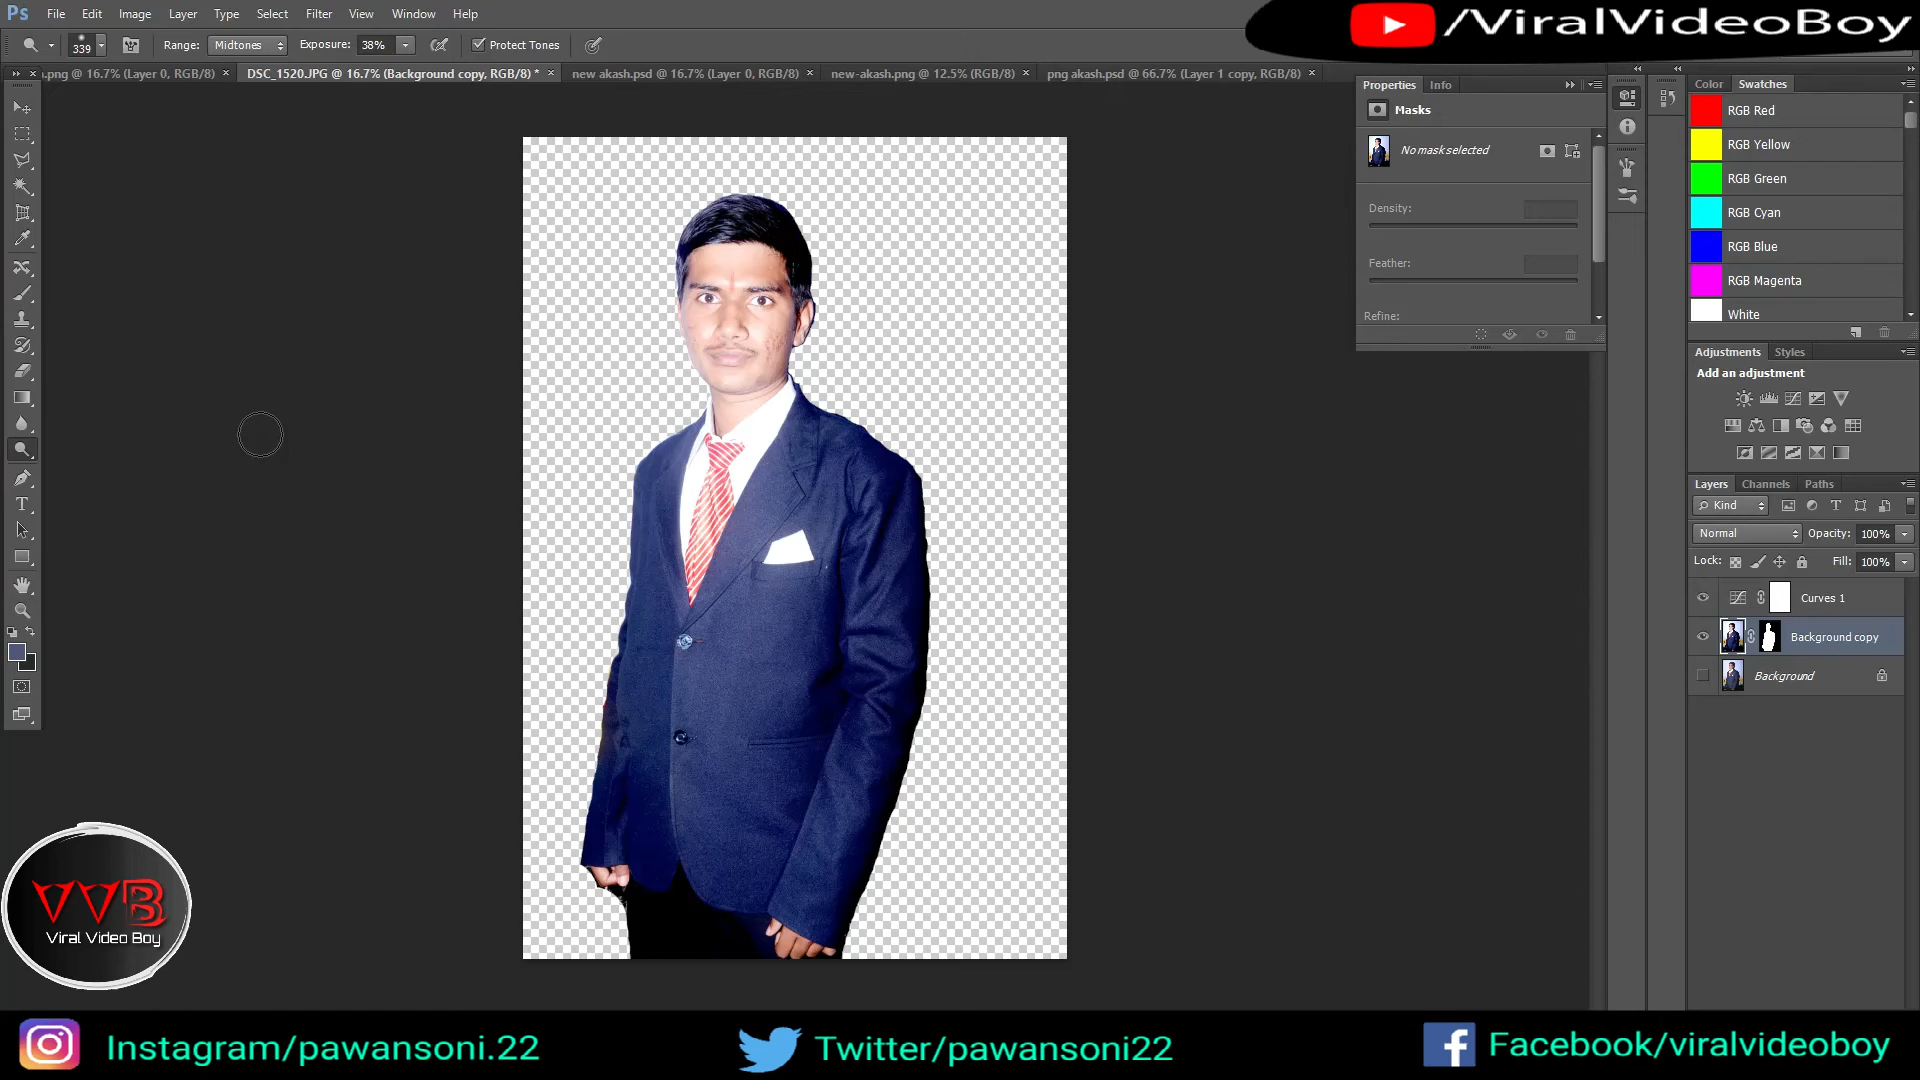 Ps File Edit Image Layer Type Select Filter View Window Help
/ViralVideoBoy
339 Range: Midtones Exposure: 38% Protect Tones
.png @ 16.7% (Layer 0, RGB/8) × DSC_1520.JPG @ 16.7% (Background copy, RGB/8) * × new akash.psd @ 16.7% (Layer 0, RGB/8) × new-akash.png @ 12.5% (RGB/8) × png akash.psd @ 66.7% (Layer 1 copy, RGB/8) ×
Properties Info
Masks
No mask selected
Density:
Feather:
Refine:
Color Swatches
RGB Red
RGB Yellow
RGB Green
RGB Cyan
RGB Blue
RGB Magenta
White
Adjustments Styles
Add an adjustment
Layers Channels Paths
Kind
Normal Opacity: 100%
Lock: Fill: 100%
Curves 1
Background copy
Background
VVB
Viral Video Boy
Instagram/pawansoni.22 Twitter/pawansoni22 Facebook/viralvideoboy